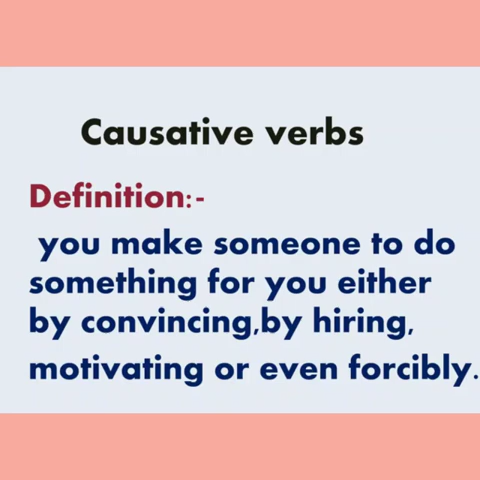 Causative verbs
Definition:-
you make someone to do
something for you either
by convincing,by hiring,
motivating or even forcibly.